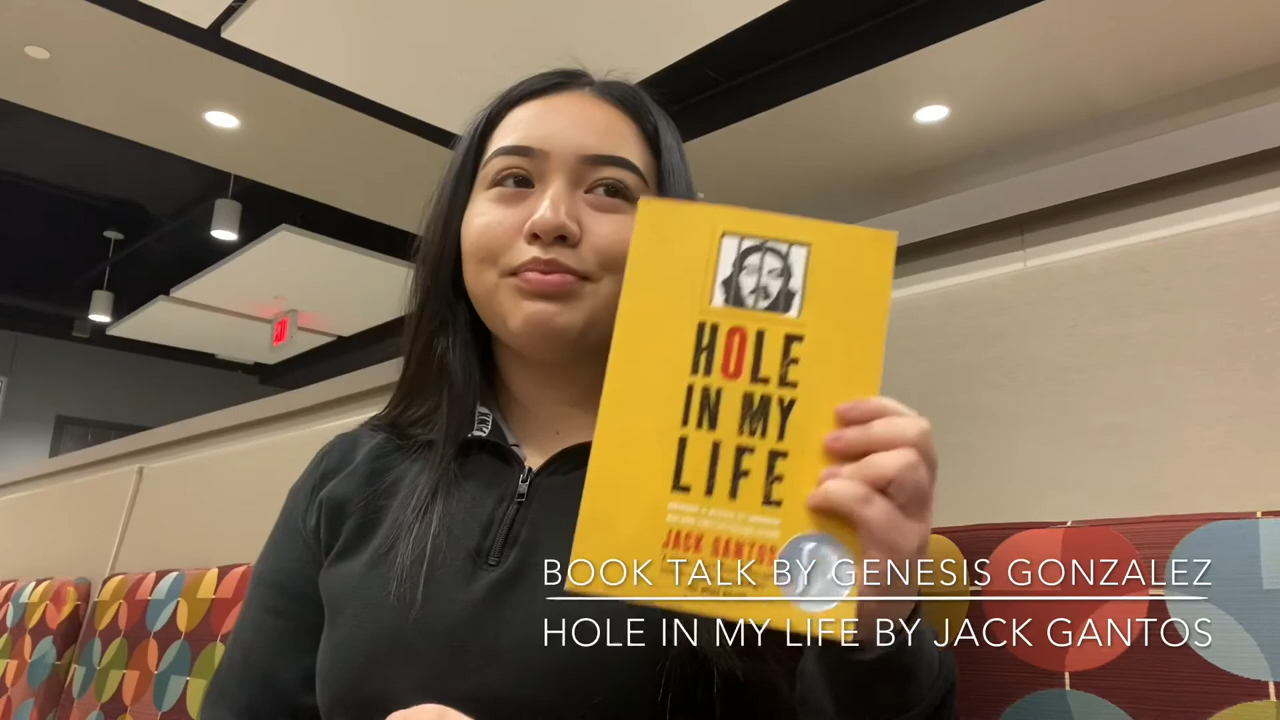 HOLE
IN MY
LIFE
JACK GANTOS
BOOK TALK BY GENESIS GONZALEZ
HOLE IN MY LIFE BY JACK GANTOS